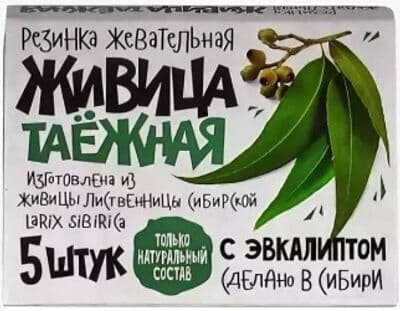 РЕЗИНКА ЖЕВАТЕЛЬНАЯ
ЖИВИЦА
ТАЁЖНАЯ
ИЗГОТОВЛЕНА ИЗ
ЖИВИЦЫ ЛИСТВЕННИЦЫ СИБИРСКОЙ
LARIX SIBIRICA
5 ШТУК
ТОЛЬКО
НАТУРАЛЬНЫЙ
СОСТАВ
С ЭВКАЛИПТОМ
СДЕЛАНО В СИБИРИ